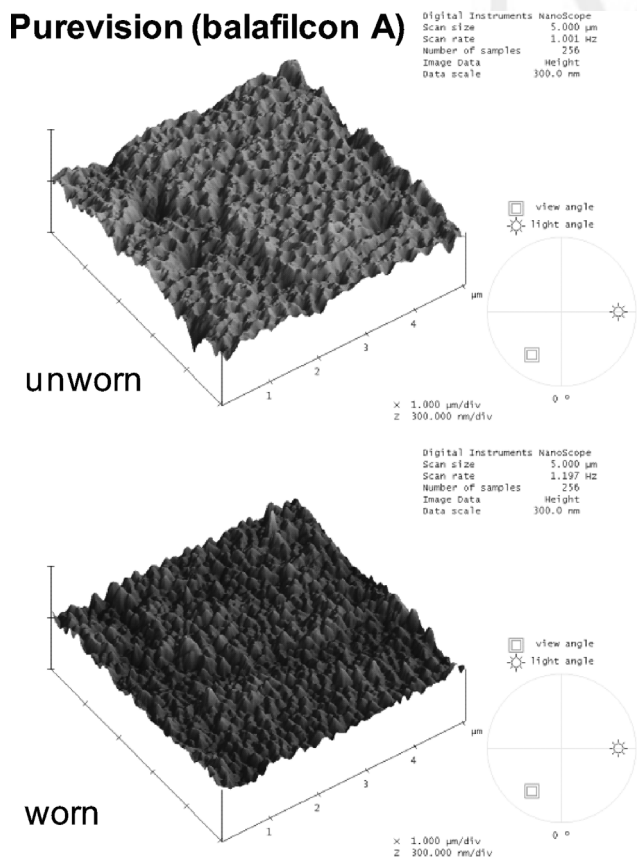 Purevision (balafilcon A)
Digital Instruments NanoScope
Scan size 5.000 µm
Scan rate 1.001 Hz
Number of samples 256
Image Data Height
Data scale 300.0 nm
view angle
light angle
µm
4
3
2
1
unworn
0 °
X 1.000 µm/div
Z 300.000 nm/div
Digital Instruments NanoScope
Scan size 5.000 µm
Scan rate 1.197 Hz
Number of samples 256
Image Data Height
Data scale 300.0 nm
view angle
light angle
µm
4
3
2
1
worn
0 °
X 1.000 µm/div
Z 300.000 nm/div